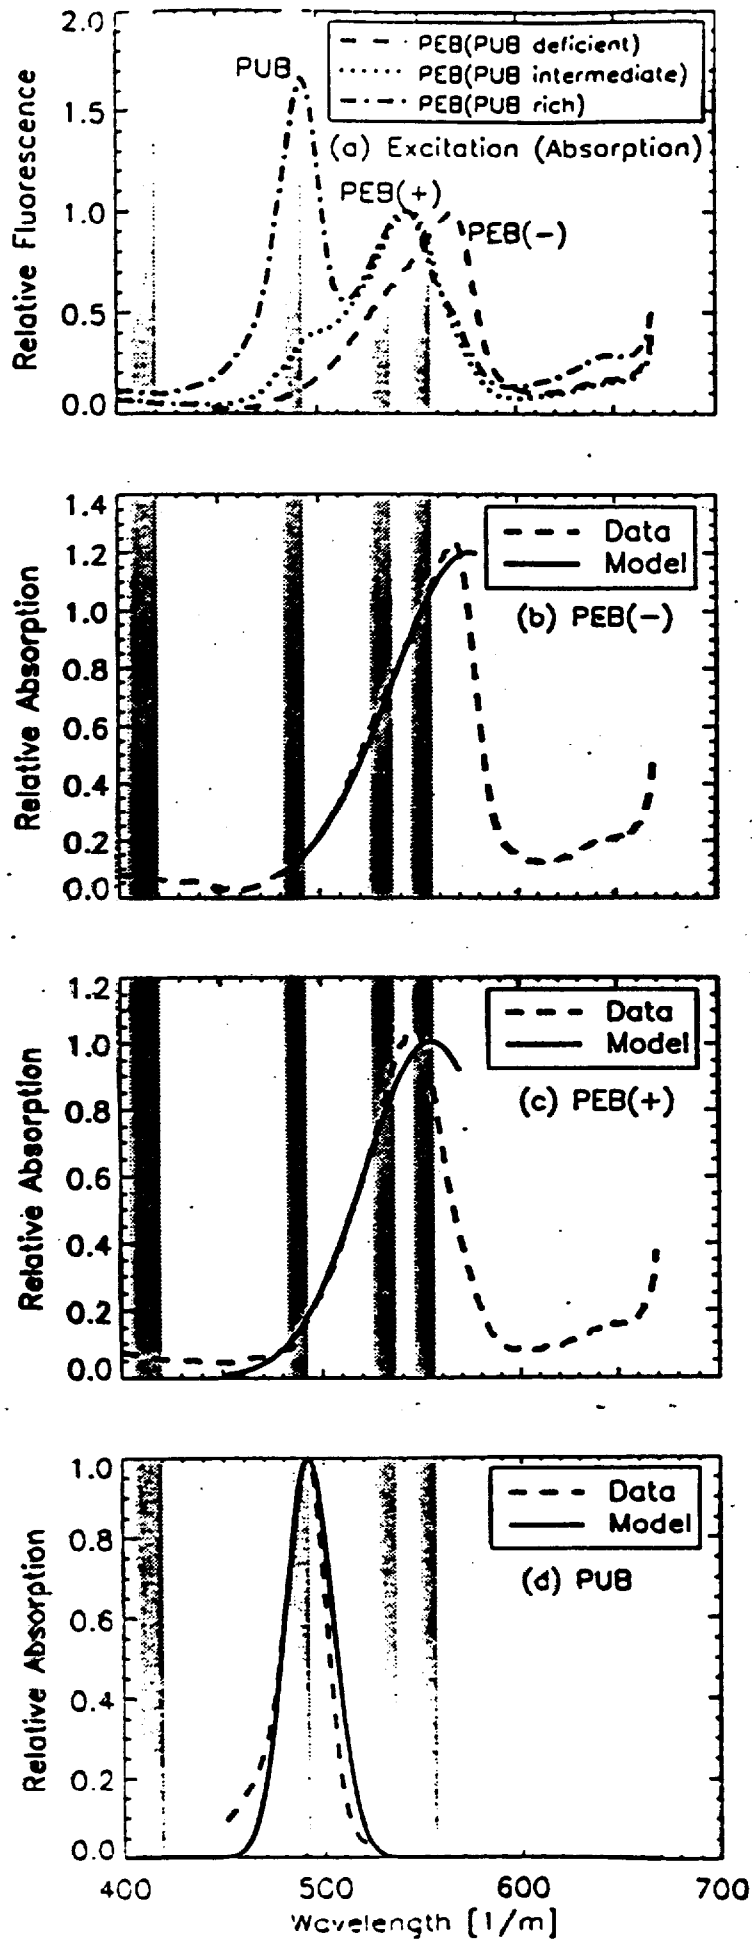 2.0
1.5
1.0
0.5
0.0
Relative Fluorescence
PEB(PUB deficient)
PEB(PUB intermediate)
PEB(PUB rich)
(a) Excitation (Absorption)
PUB
PEB(+)
PEB(-)
1.4
1.2
1.0
0.8
0.6
0.4
0.2
0.0
Relative Absorption
Data
Model
(b) PEB(-)
1.2
1.0
0.8
0.6
0.4
0.2
0.0
Relative Absorption
Data
Model
(c) PEB(+)
1.0
0.8
0.6
0.4
0.2
0.0
Relative Absorption
Data
Model
(d) PUB
400 500 600 700
Wavelength [1/m]